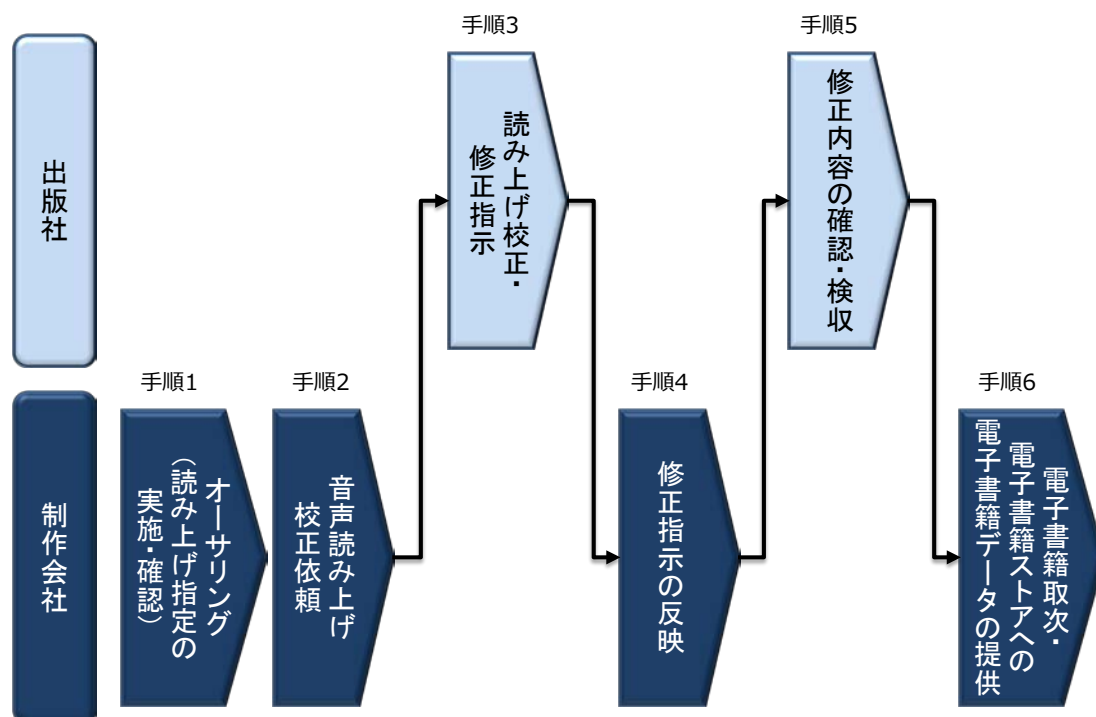 出版社
手順3
読み上げ校正・
修正指示
手順5
修正内容の確認・検収
制作会社
手順1
オーサリング
（読み上げ指定の
実施・確認）
手順2
音声読み上げ
校正依頼
手順4
修正指示の反映
手順6
電子書籍取次・
電子書籍ストアへの
電子書籍データの提供